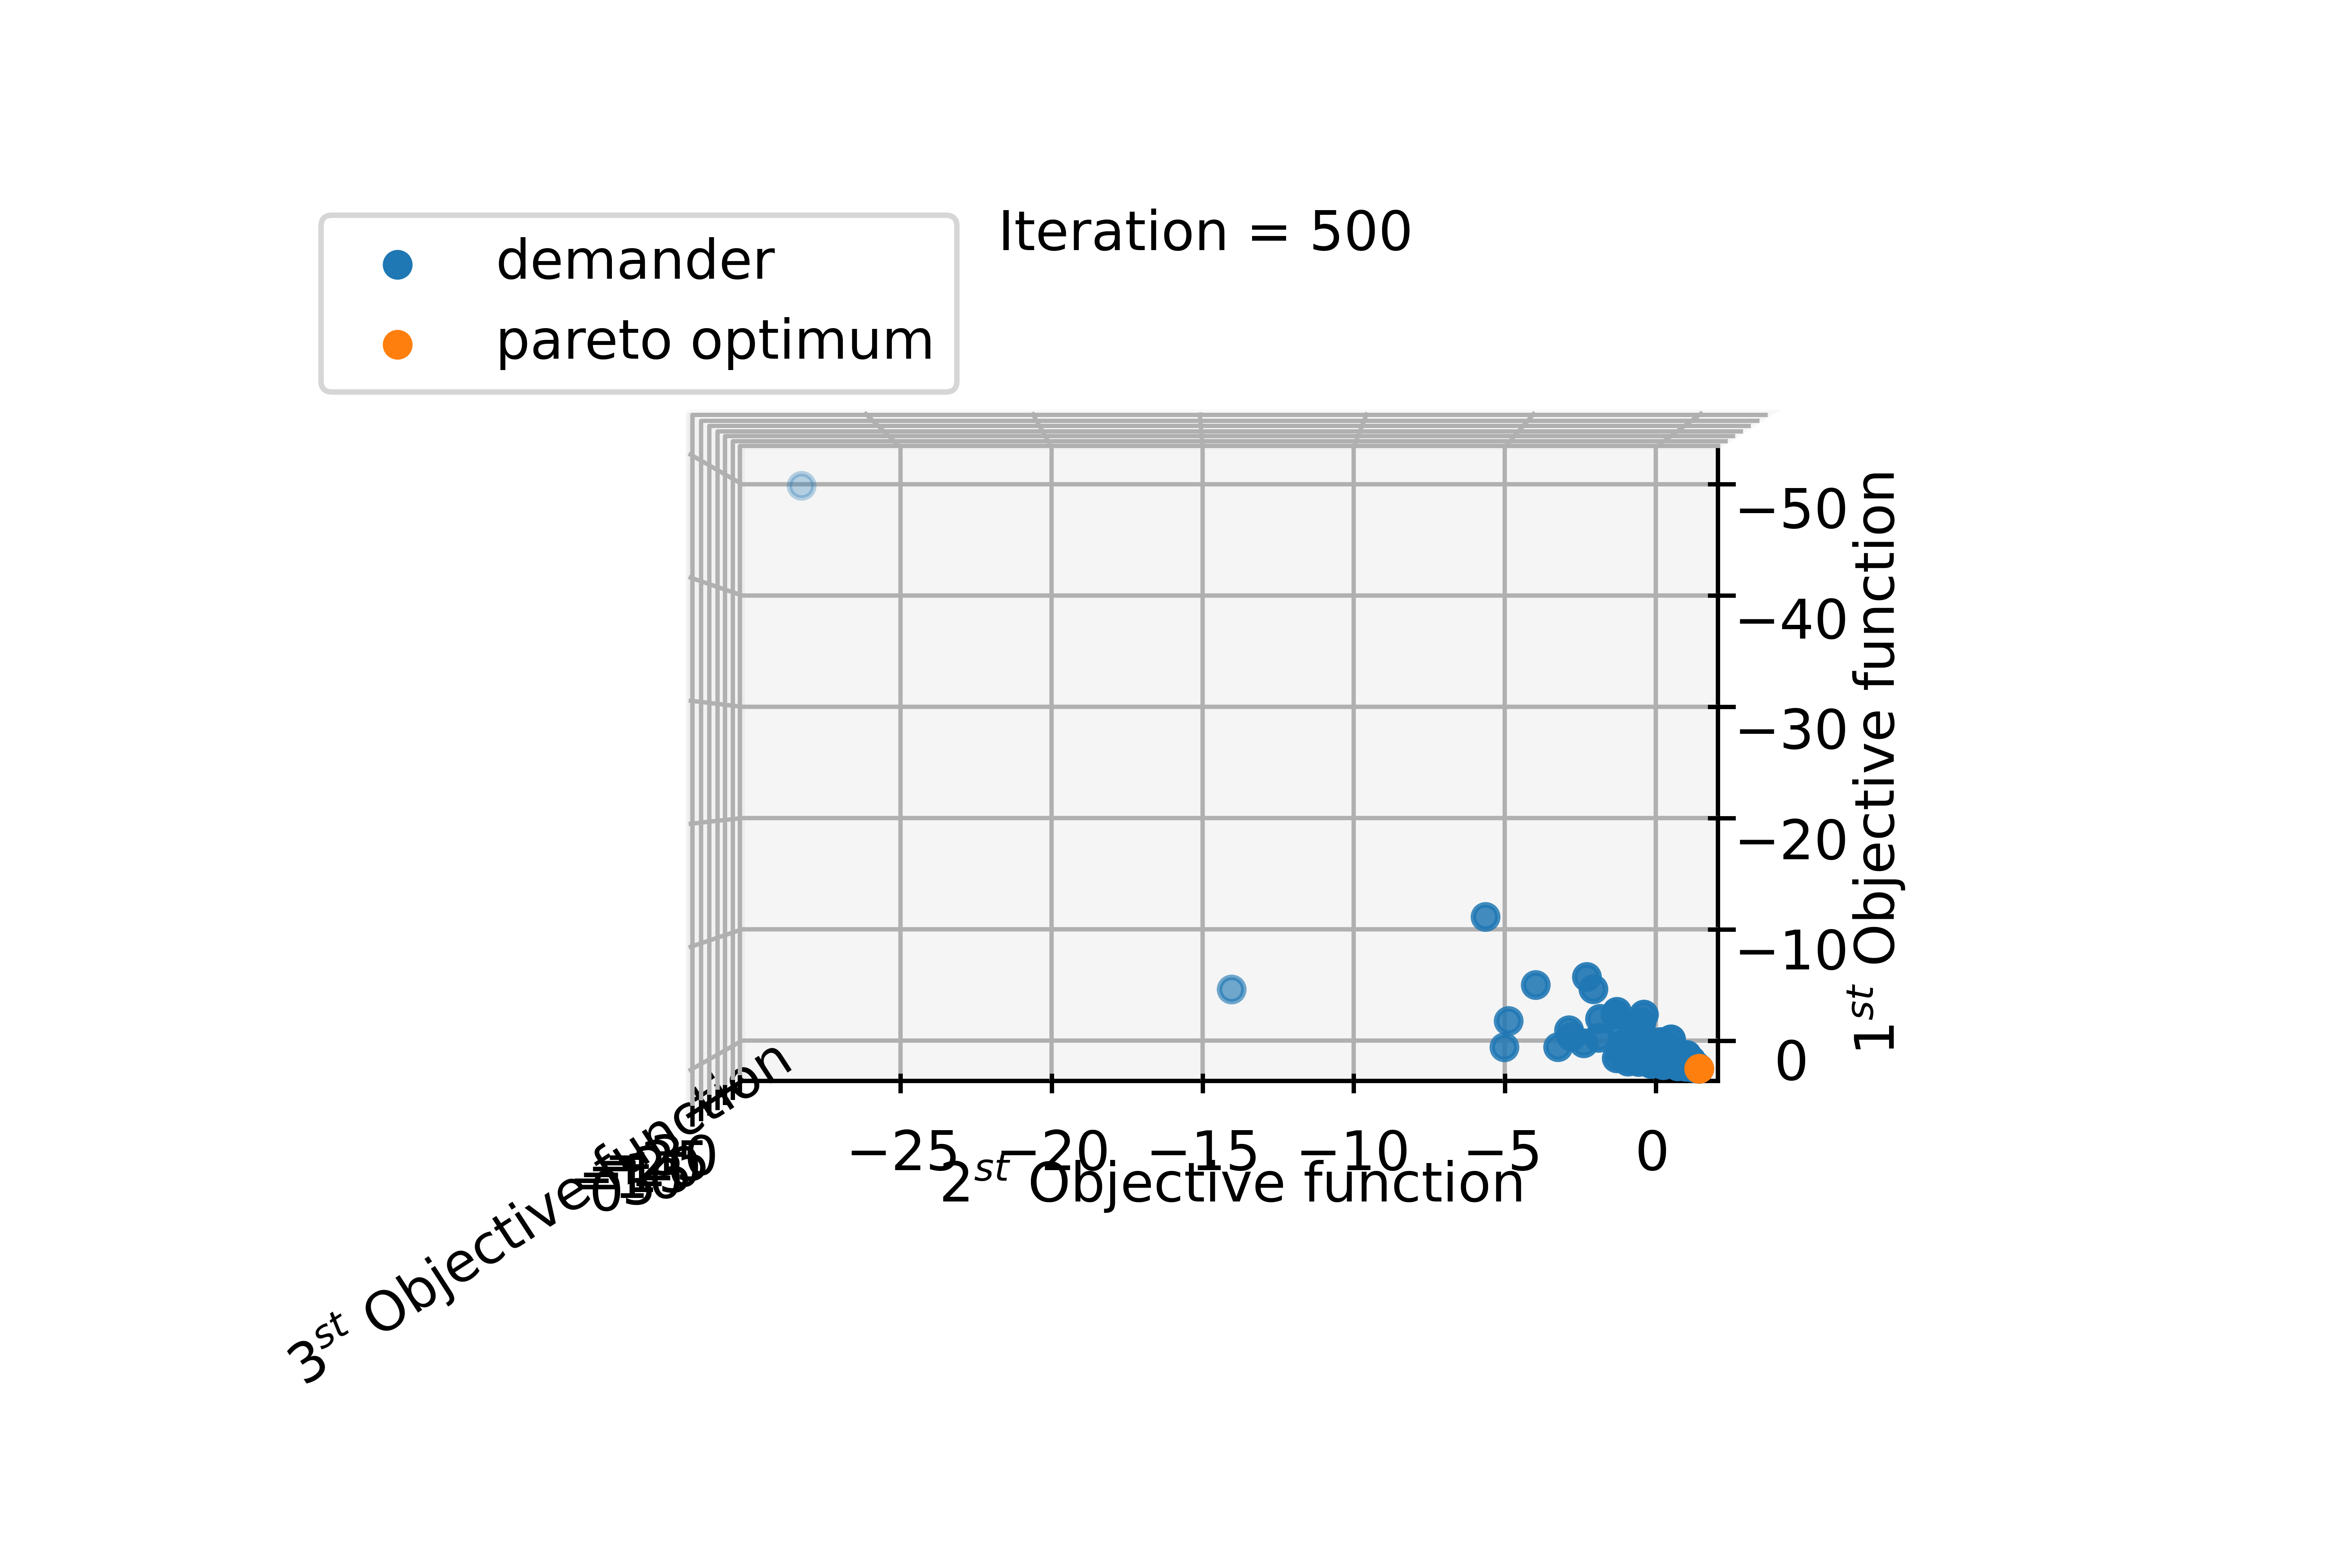 Iteration = 500
demander
pareto optimum
−50
−40
−30
−20
−10
0
1st Objective function
−25 −20 −15 −10 −5 0
2st Objective function
3st Objective function